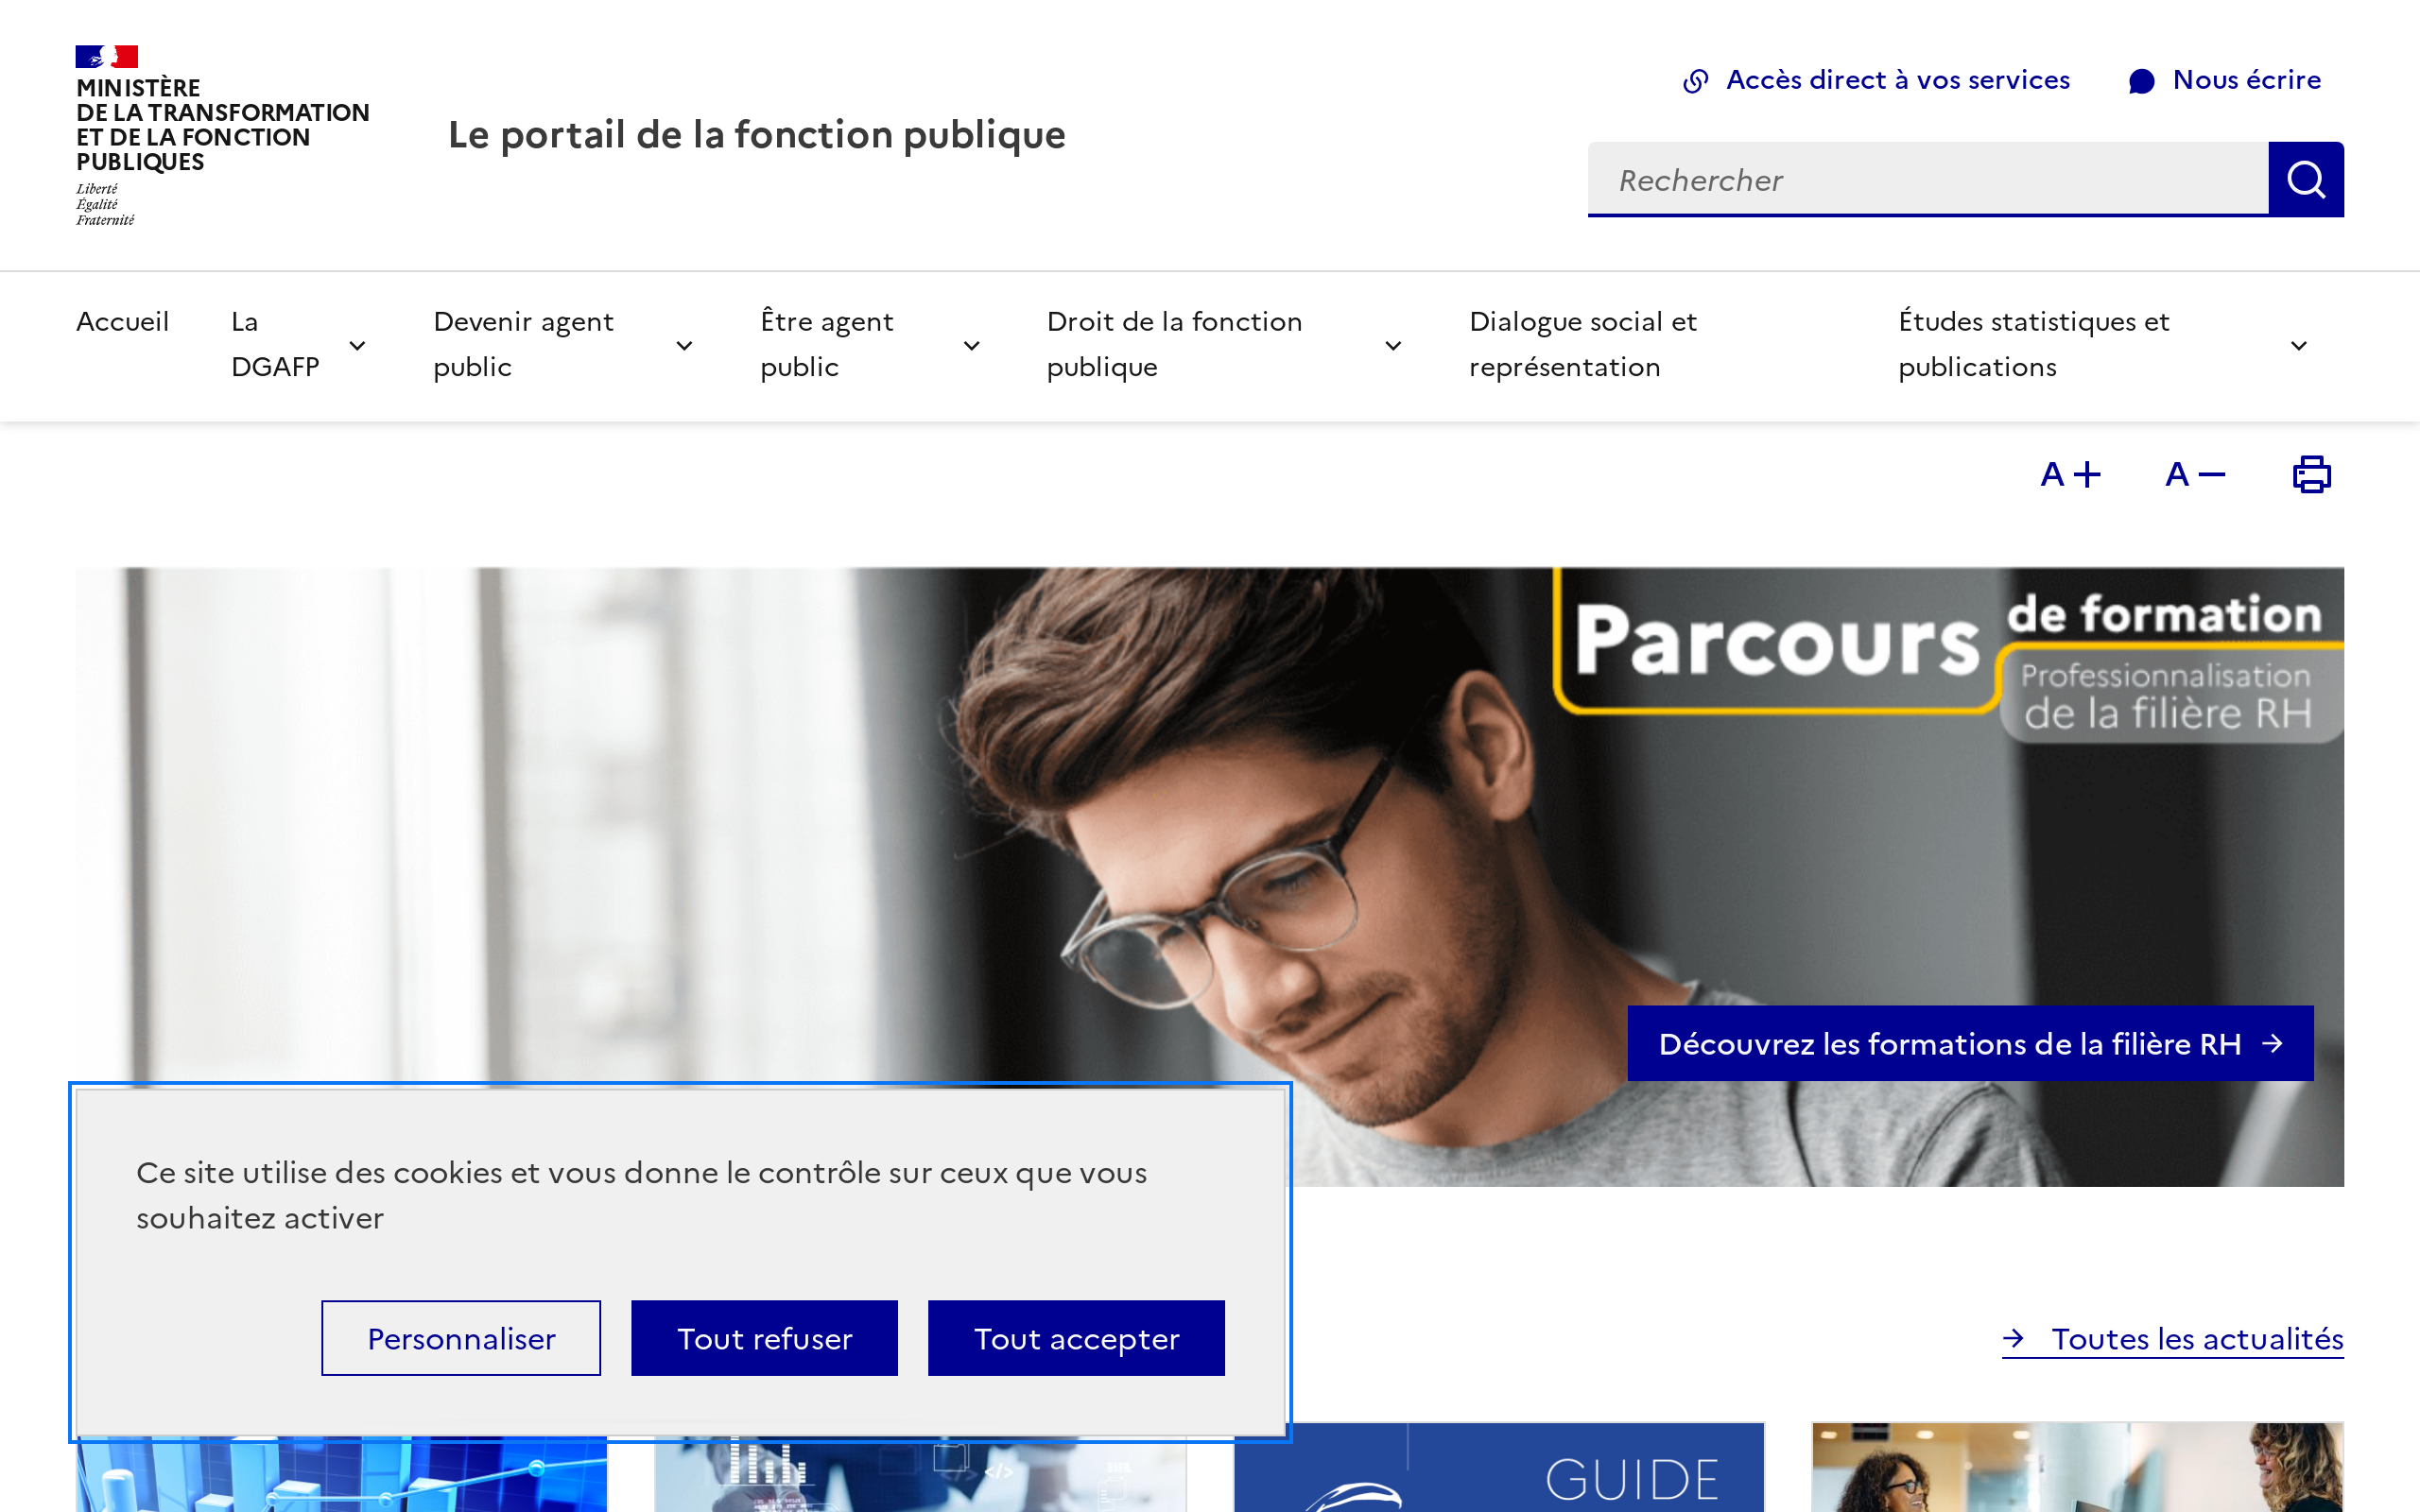 MINISTÈRE
DE LA TRANSFORMATION
ET DE LA FONCTION
PUBLIQUES
Liberté
Égalité
Fraternité
Le portail de la fonction publique
Accès direct à vos services
Nous écrire
Rechercher
Accueil
La
DGAFP
Devenir agent
public
Être agent
public
Droit de la fonction
publique
Dialogue social et
représentation
Études statistiques et
publications
A +
A −
Parcours de formation
Professionnalisation
de la filière RH
Découvrez les formations de la filière RH
Ce site utilise des cookies et vous donne le contrôle sur ceux que vous
souhaitez activer
Personnaliser
Tout refuser
Tout accepter
Toutes les actualités
</>
GUIDE